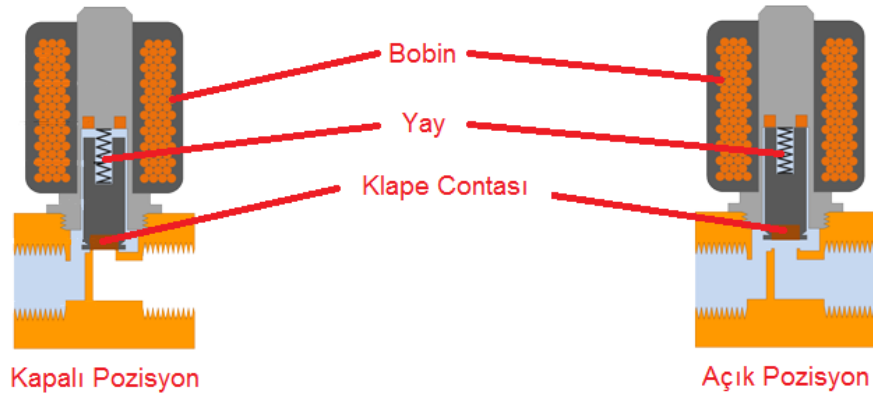 Bobin
Yay
Klape Contası
Kapalı Pozisyon
Açık Pozisyon